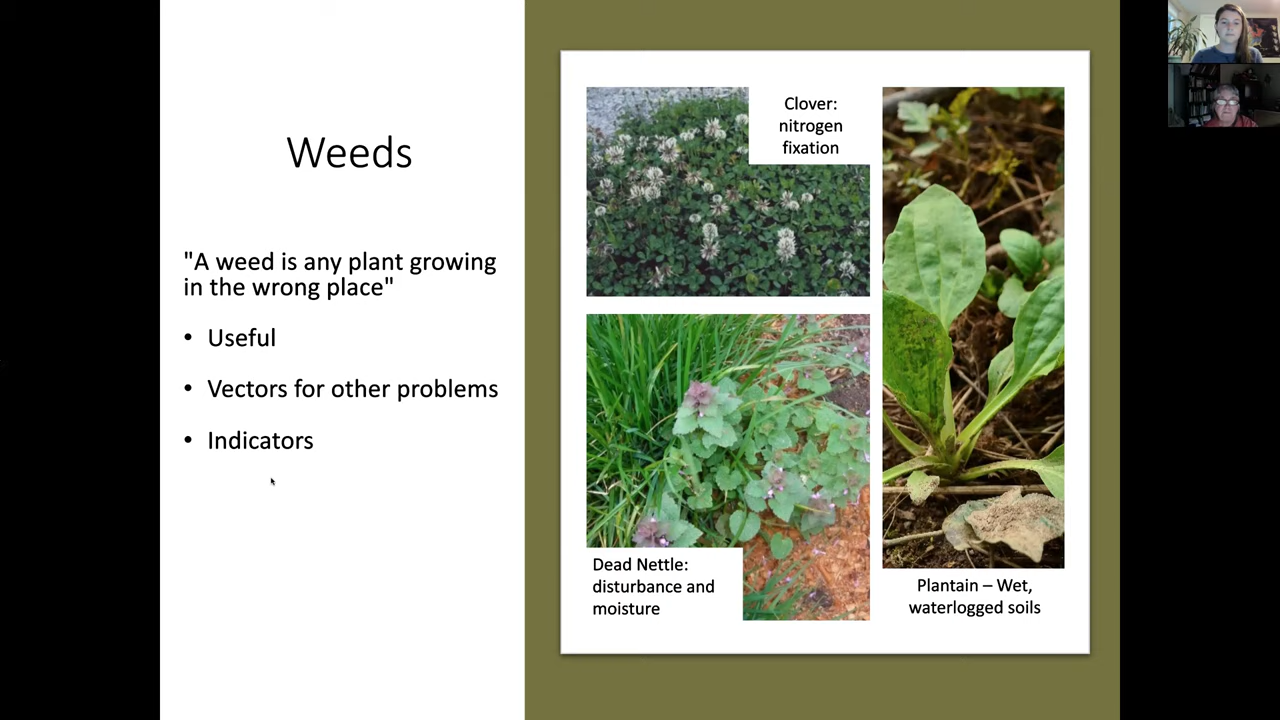 Weeds
"A weed is any plant growing
in the wrong place"
• Useful
• Vectors for other problems
• Indicators
Clover:
nitrogen
fixation
Dead Nettle:
disturbance and
moisture
Plantain – Wet,
waterlogged soils